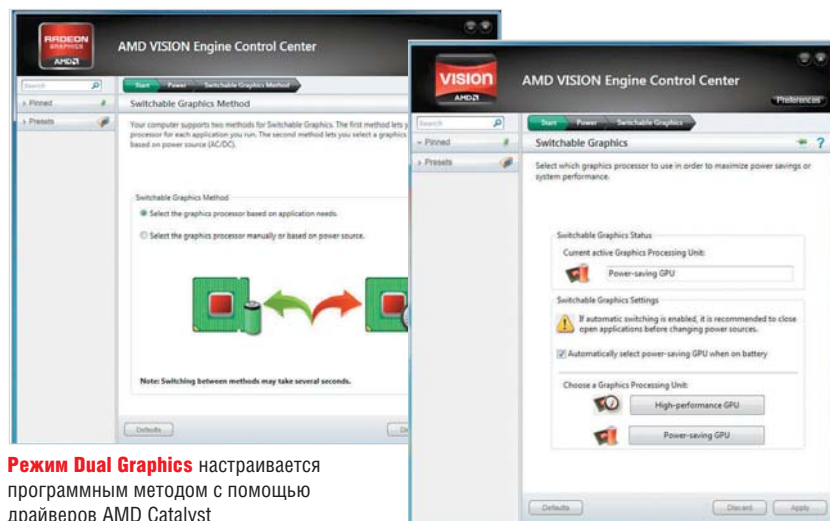 RADEON
GRAPHICS
AMD
AMD VISION Engine Control Center
Search
Start
Power
Switchable Graphics Method
Pinned
Presets
Switchable Graphics Method
Your computer supports two methods for Switchable Graphics. The first method lets y
processor for each application you run. The second method lets you select a graphics
based on power source (AC/DC).
Switchable Graphics Method
Select the graphics processor based on application needs.
Select the graphics processor manually or based on power source.
Note: Switching between methods may take several seconds.
Defaults
VISION
AMD
AMD VISION Engine Control Center
Preferences
Search
Start
Power
Switchable Graphics
Pinned
Presets
Switchable Graphics
?
Select which graphics processor to use in order to maximize power savings or
system performance.
Switchable Graphics Status
Current active Graphics Processing Unit:
Power-saving GPU
Switchable Graphics Settings
If automatic switching is enabled, it is recommended to close
open applications before changing power sources.
Automatically select power-saving GPU when on battery
Choose a Graphics Processing Unit:
High-performance GPU
Power-saving GPU
Defaults
Discard
Apply
Режим Dual Graphics настраивается
программным методом с помощью
драйверов AMD Catalyst